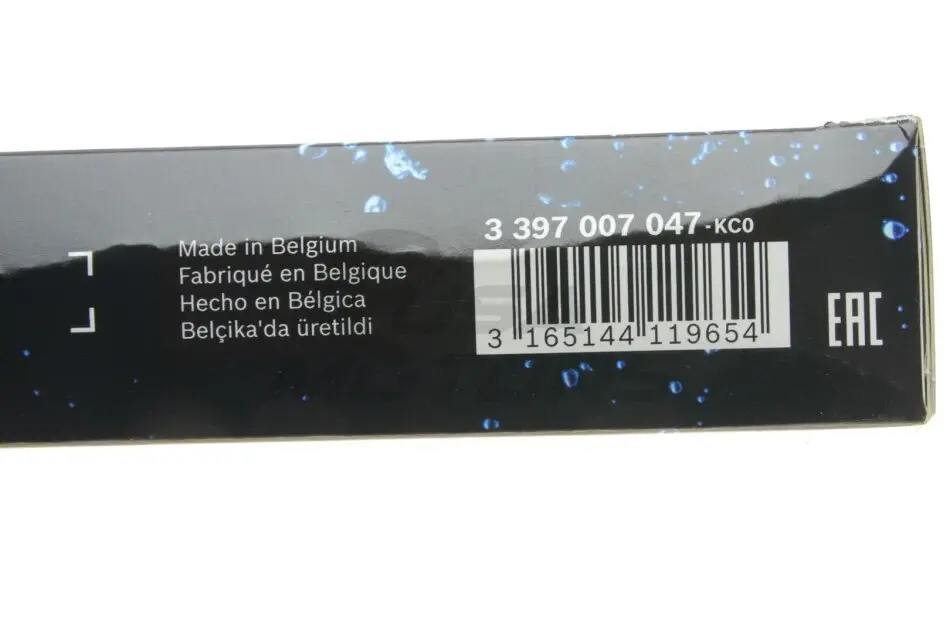 Made in Belgium
Fabriqué en Belgique
Hecho en Bélgica
Belçika'da üretildi
3 397 007 047-KC0
3 165144 119654
EAC